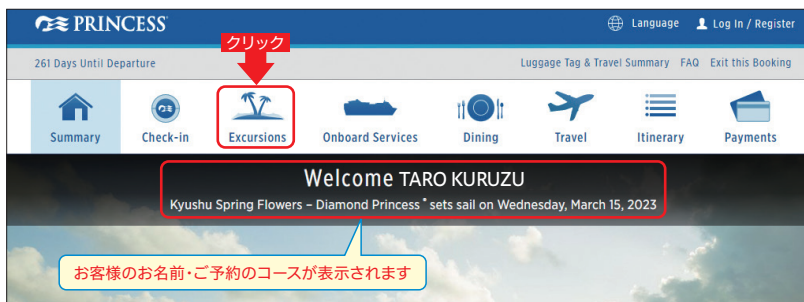 PRINCESS
Language
Log In / Register
クリック
261 Days Until Departure
Luggage Tag & Travel Summary FAQ Exit this Booking
Summary Check-in Excursions Onboard Services Dining Travel Itinerary Payments
Welcome TARO KURUZU
Kyushu Spring Flowers – Diamond Princess® sets sail on Wednesday, March 15, 2023
お客様のお名前・ご予約のコースが表示されます